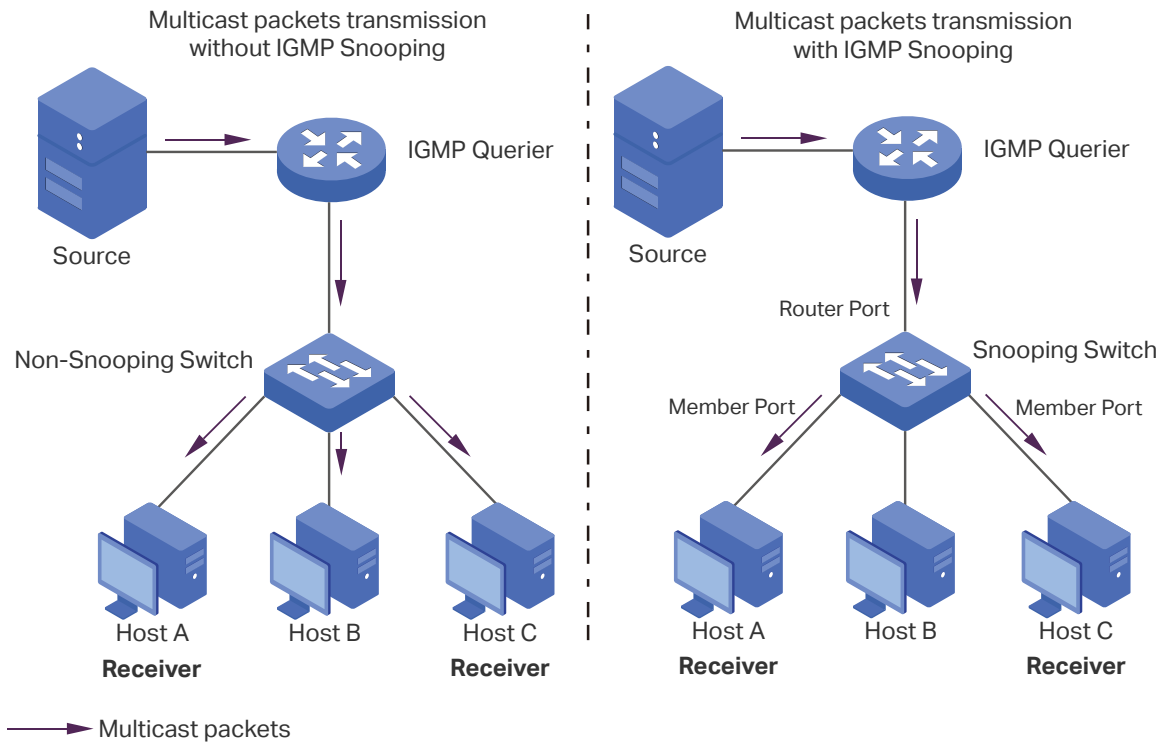 Multicast packets transmission
without IGMP Snooping
IGMP Querier
Source
Non-Snooping Switch
Host A
Receiver
Host B
Host C
Receiver
Multicast packets transmission
with IGMP Snooping
IGMP Querier
Source
Router Port
Snooping Switch
Member Port
Member Port
Host A
Receiver
Host B
Host C
Receiver
Multicast packets